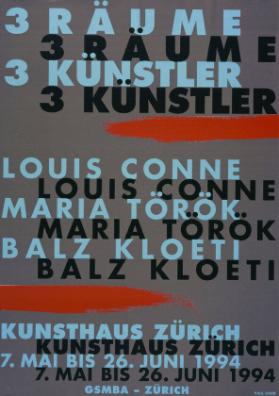 3 RÄUME
3 RÄUME
3 KÜNSTLER
3 KÜNSTLER
LOUIS CONNE
LOUIS CONNE
MARIA TÖRÖK
MARIA TÖRÖK
BALZ KLOETI
BALZ KLOETI
KUNSTHAUS ZÜRICH
KUNSTHAUS ZÜRICH
7. MAI BIS 26. JUNI 1994
7. MAI BIS 26. JUNI 1994
GSMBA – ZÜRICH